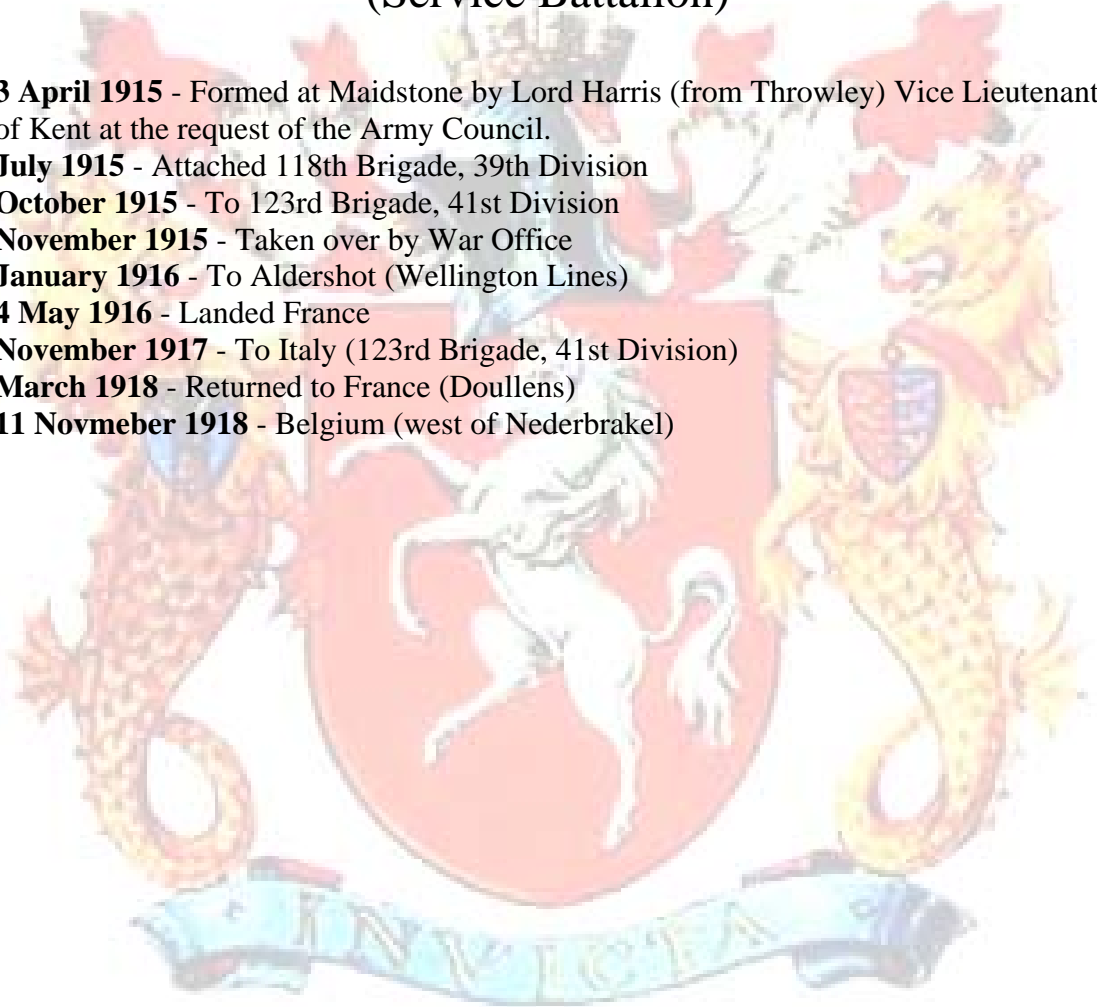 (Service Battalion)
3 April 1915 - Formed at Maidstone by Lord Harris (from Throwley) Vice Lieutenant
of Kent at the request of the Army Council.
July 1915 - Attached 118th Brigade, 39th Division
October 1915 - To 123rd Brigade, 41st Division
November 1915 - Taken over by War Office
January 1916 - To Aldershot (Wellington Lines)
4 May 1916 - Landed France
November 1917 - To Italy (123rd Brigade, 41st Division)
March 1918 - Returned to France (Doullens)
11 Novmeber 1918 - Belgium (west of Nederbrakel)
INVICTA